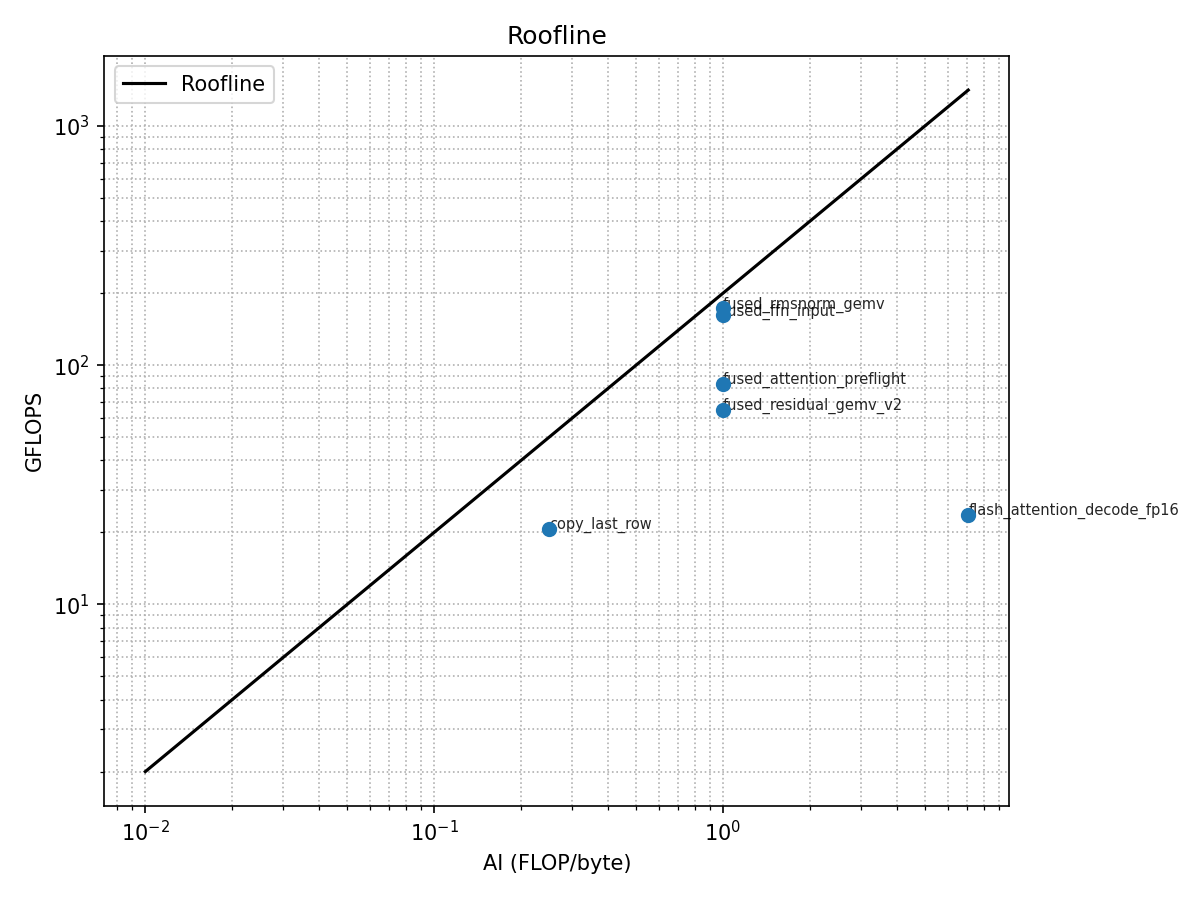 Roofline
Roofline
10³
10²
10¹
GFLOPS
fused_rmsnorm_gemv
fused_ffn_input
fused_attention_preflight
fused_residual_gemv_v2
flash_attention_decode_fp16
copy_last_row
10⁻²
10⁻¹
10⁰
AI (FLOP/byte)